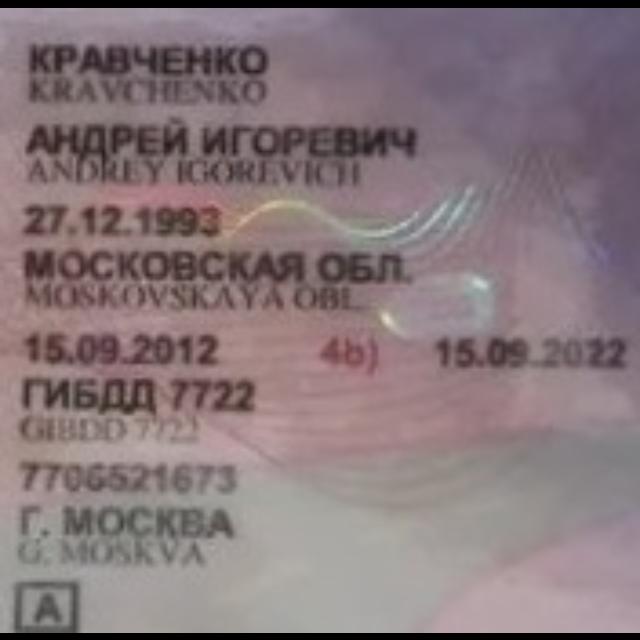 КРАВЧЕНКО
KRAVCHENKO
АНДРЕЙ ИГОРЕВИЧ
ANDREY IGOREVICH
27.12.1993
МОСКОВСКАЯ ОБЛ.
MOSKOVSKAYA OBL.
15.09.2012 4b) 15.09.2022
ГИБДД 7722
GIBDD 7722
7706521673
Г. МОСКВА
G. MOSKVA
A